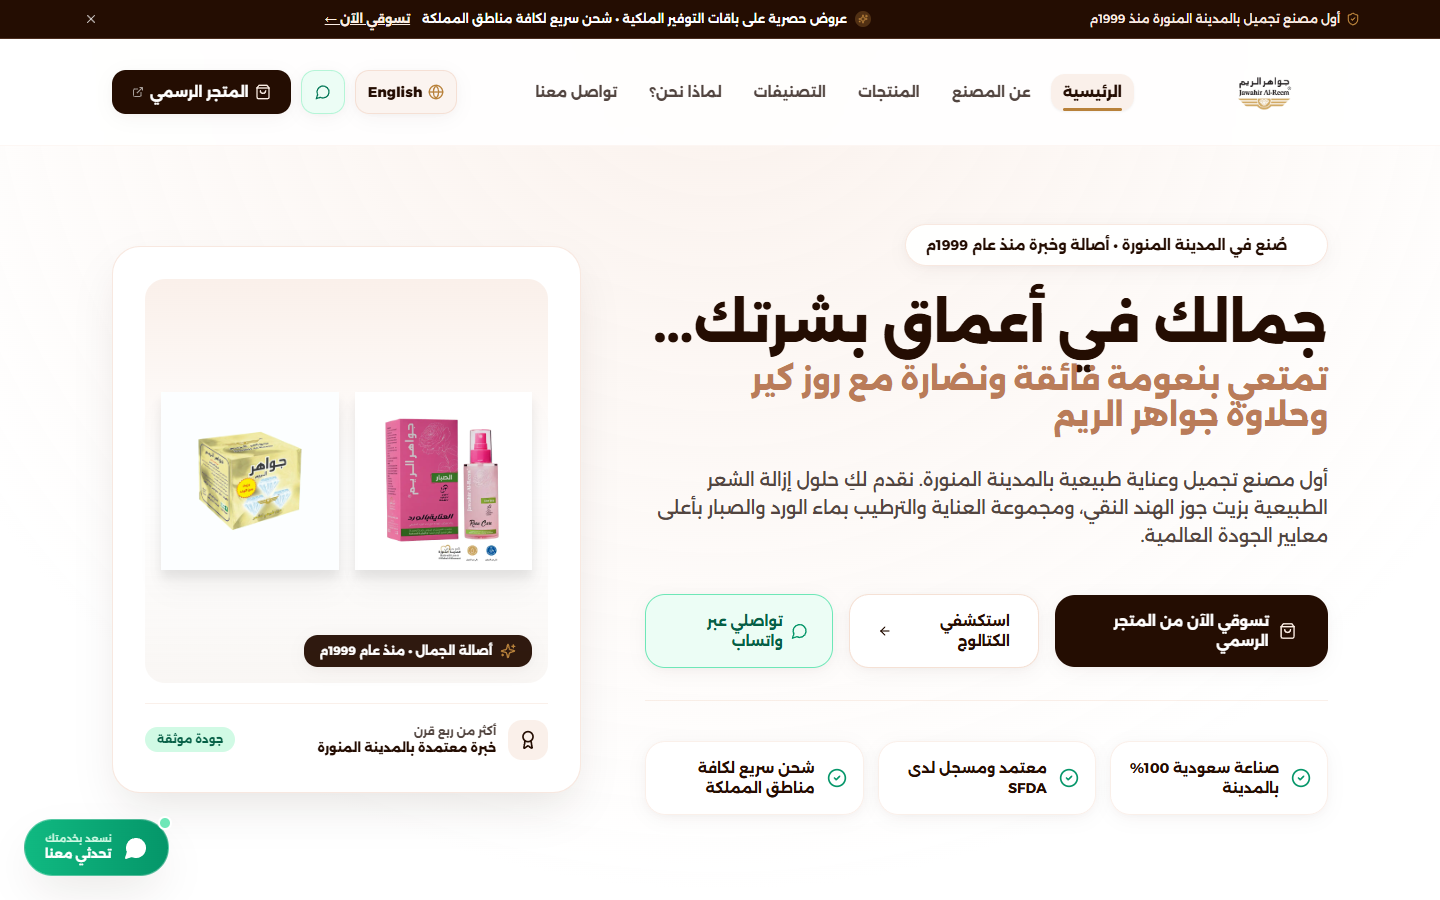 أول مصنع تجميل بالمدينة المنورة منذ 1999م
عروض حصرية على باقات التوفير الملكية • شحن سريع لكافة مناطق المملكة تسوقي الآن ←
جواهر الريم
Jawahir Al-Reem
الرئيسية
عن المصنع
المنتجات
التصنيفات
لماذا نحن؟
تواصل معنا
English
المتجر الرسمي
صُنع في المدينة المنورة • أصالة وخبرة منذ عام 1999م
جمالك في أعماق بشرتك...
تمتعي بنعومة فائقة ونضارة مع روز كير
وحلاوة جواهر الريم
أول مصنع تجميل وعناية طبيعية بالمدينة المنورة. نقدم لكِ حلول إزالة الشعر
الطبيعية بزيت جوز الهند النقي، ومجموعة العناية والترطيب بماء الورد والصبار بأعلى
معايير الجودة العالمية.
تسوقي الآن من المتجر
الرسمي
استكشفي
الكتالوج
تواصلي عبر
واتساب
صناعة سعودية 100%
بالمدينة
معتمد ومسجل لدى
SFDA
شحن سريع لكافة
مناطق المملكة
جواهر الريم
الصبار
العناية بالورد
Rose Care
جواهر
أصالة الجمال • منذ عام 1999م
أكثر من ربع قرن
خبرة معتمدة بالمدينة المنورة
جودة موثقة
نسعد بخدمتك
تحدثي معنا